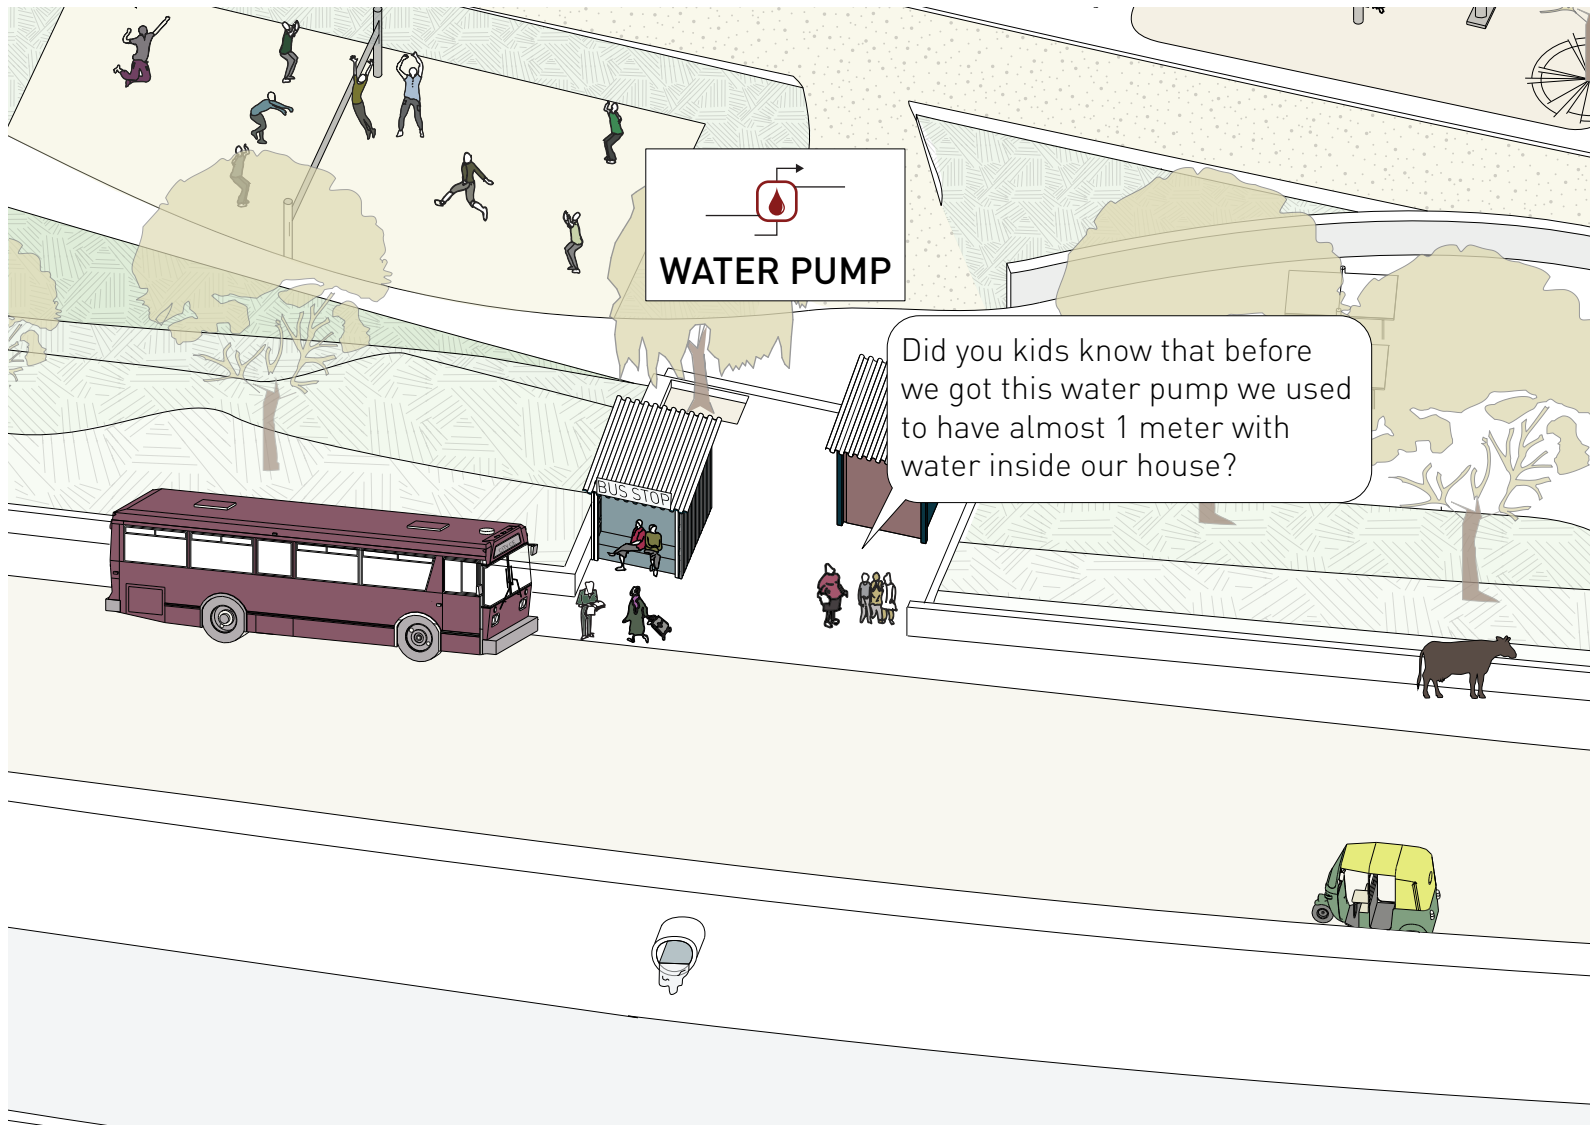 WATER PUMP
Did you kids know that before
we got this water pump we used
to have almost 1 meter with
water inside our house?
BUS STOP